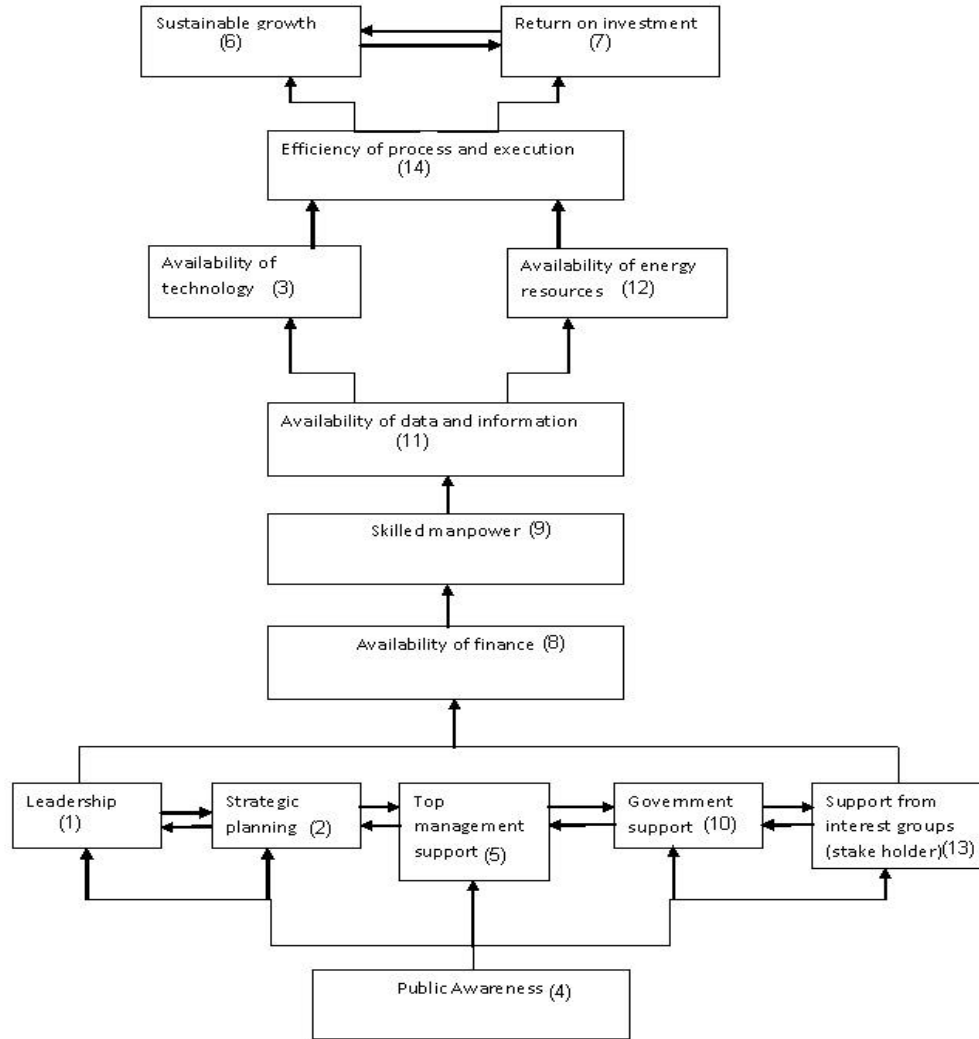 Sustainable growth
(6)
Return on investment
(7)
Efficiency of process and execution
(14)
Availability of
technology (3)
Availability of energy
resources (12)
Availability of data and information
(11)
Skilled manpower (9)
Availability of finance (8)
Leadership
(1)
Strategic
planning (2)
Top
management
support (5)
Government
support (10)
Support from
interest groups
(stake holder)(13)
Public Awareness (4)